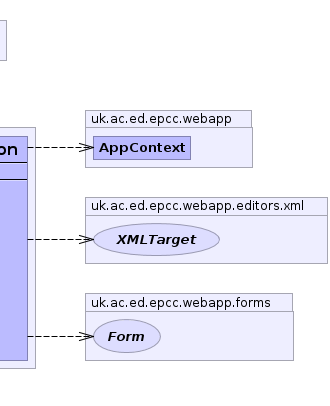 uk.ac.ed.epcc.webapp
on
AppContext
uk.ac.ed.epcc.webapp.editors.xml
XMLTarget
uk.ac.ed.epcc.webapp.forms
Form